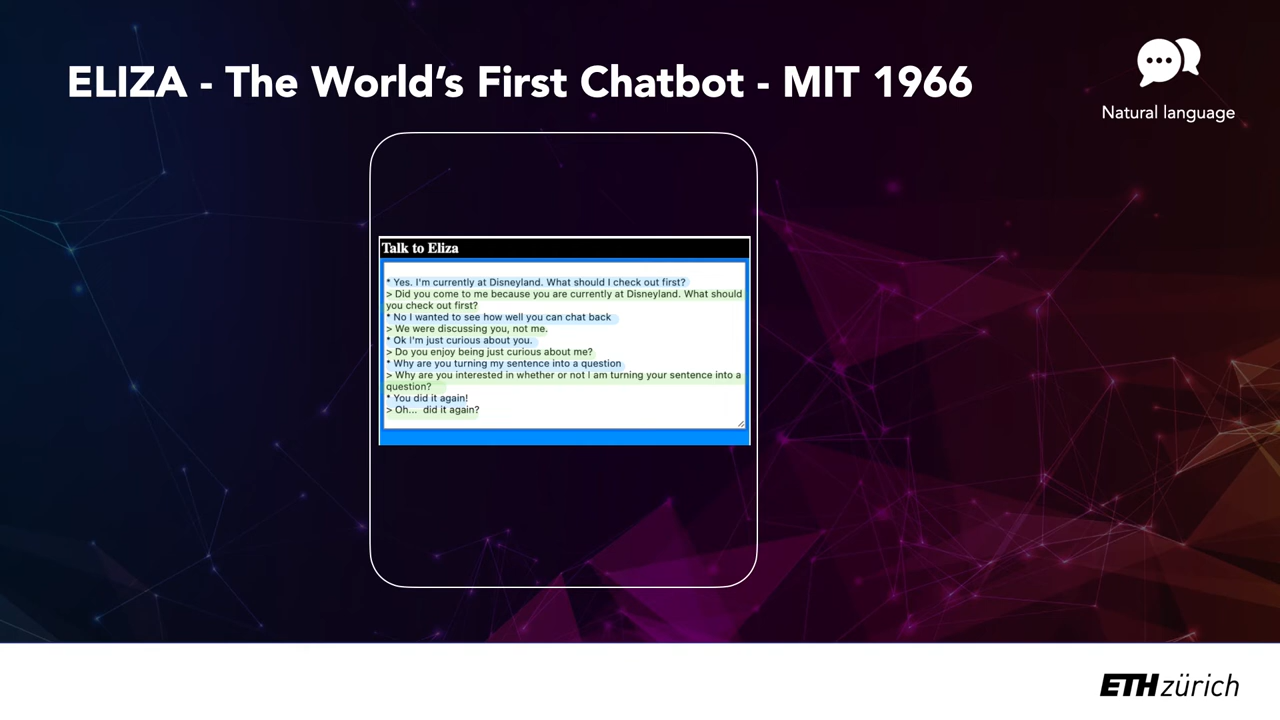 ELIZA - The World’s First Chatbot - MIT 1966
Natural language
Talk to Eliza
* Yes. I'm currently at Disneyland. What should I check out first?
> Did you come to me because you are currently at Disneyland. What should
you check out first?
* No I wanted to see how well you can chat back
> We were discussing you, not me.
* Ok I'm just curious about you.
> Do you enjoy being just curious about me?
* Why are you turning my sentence into a question
> Why are you interested in whether or not I am turning your sentence into a
question?
* You did it again!
> Oh... did it again?
ETH zürich